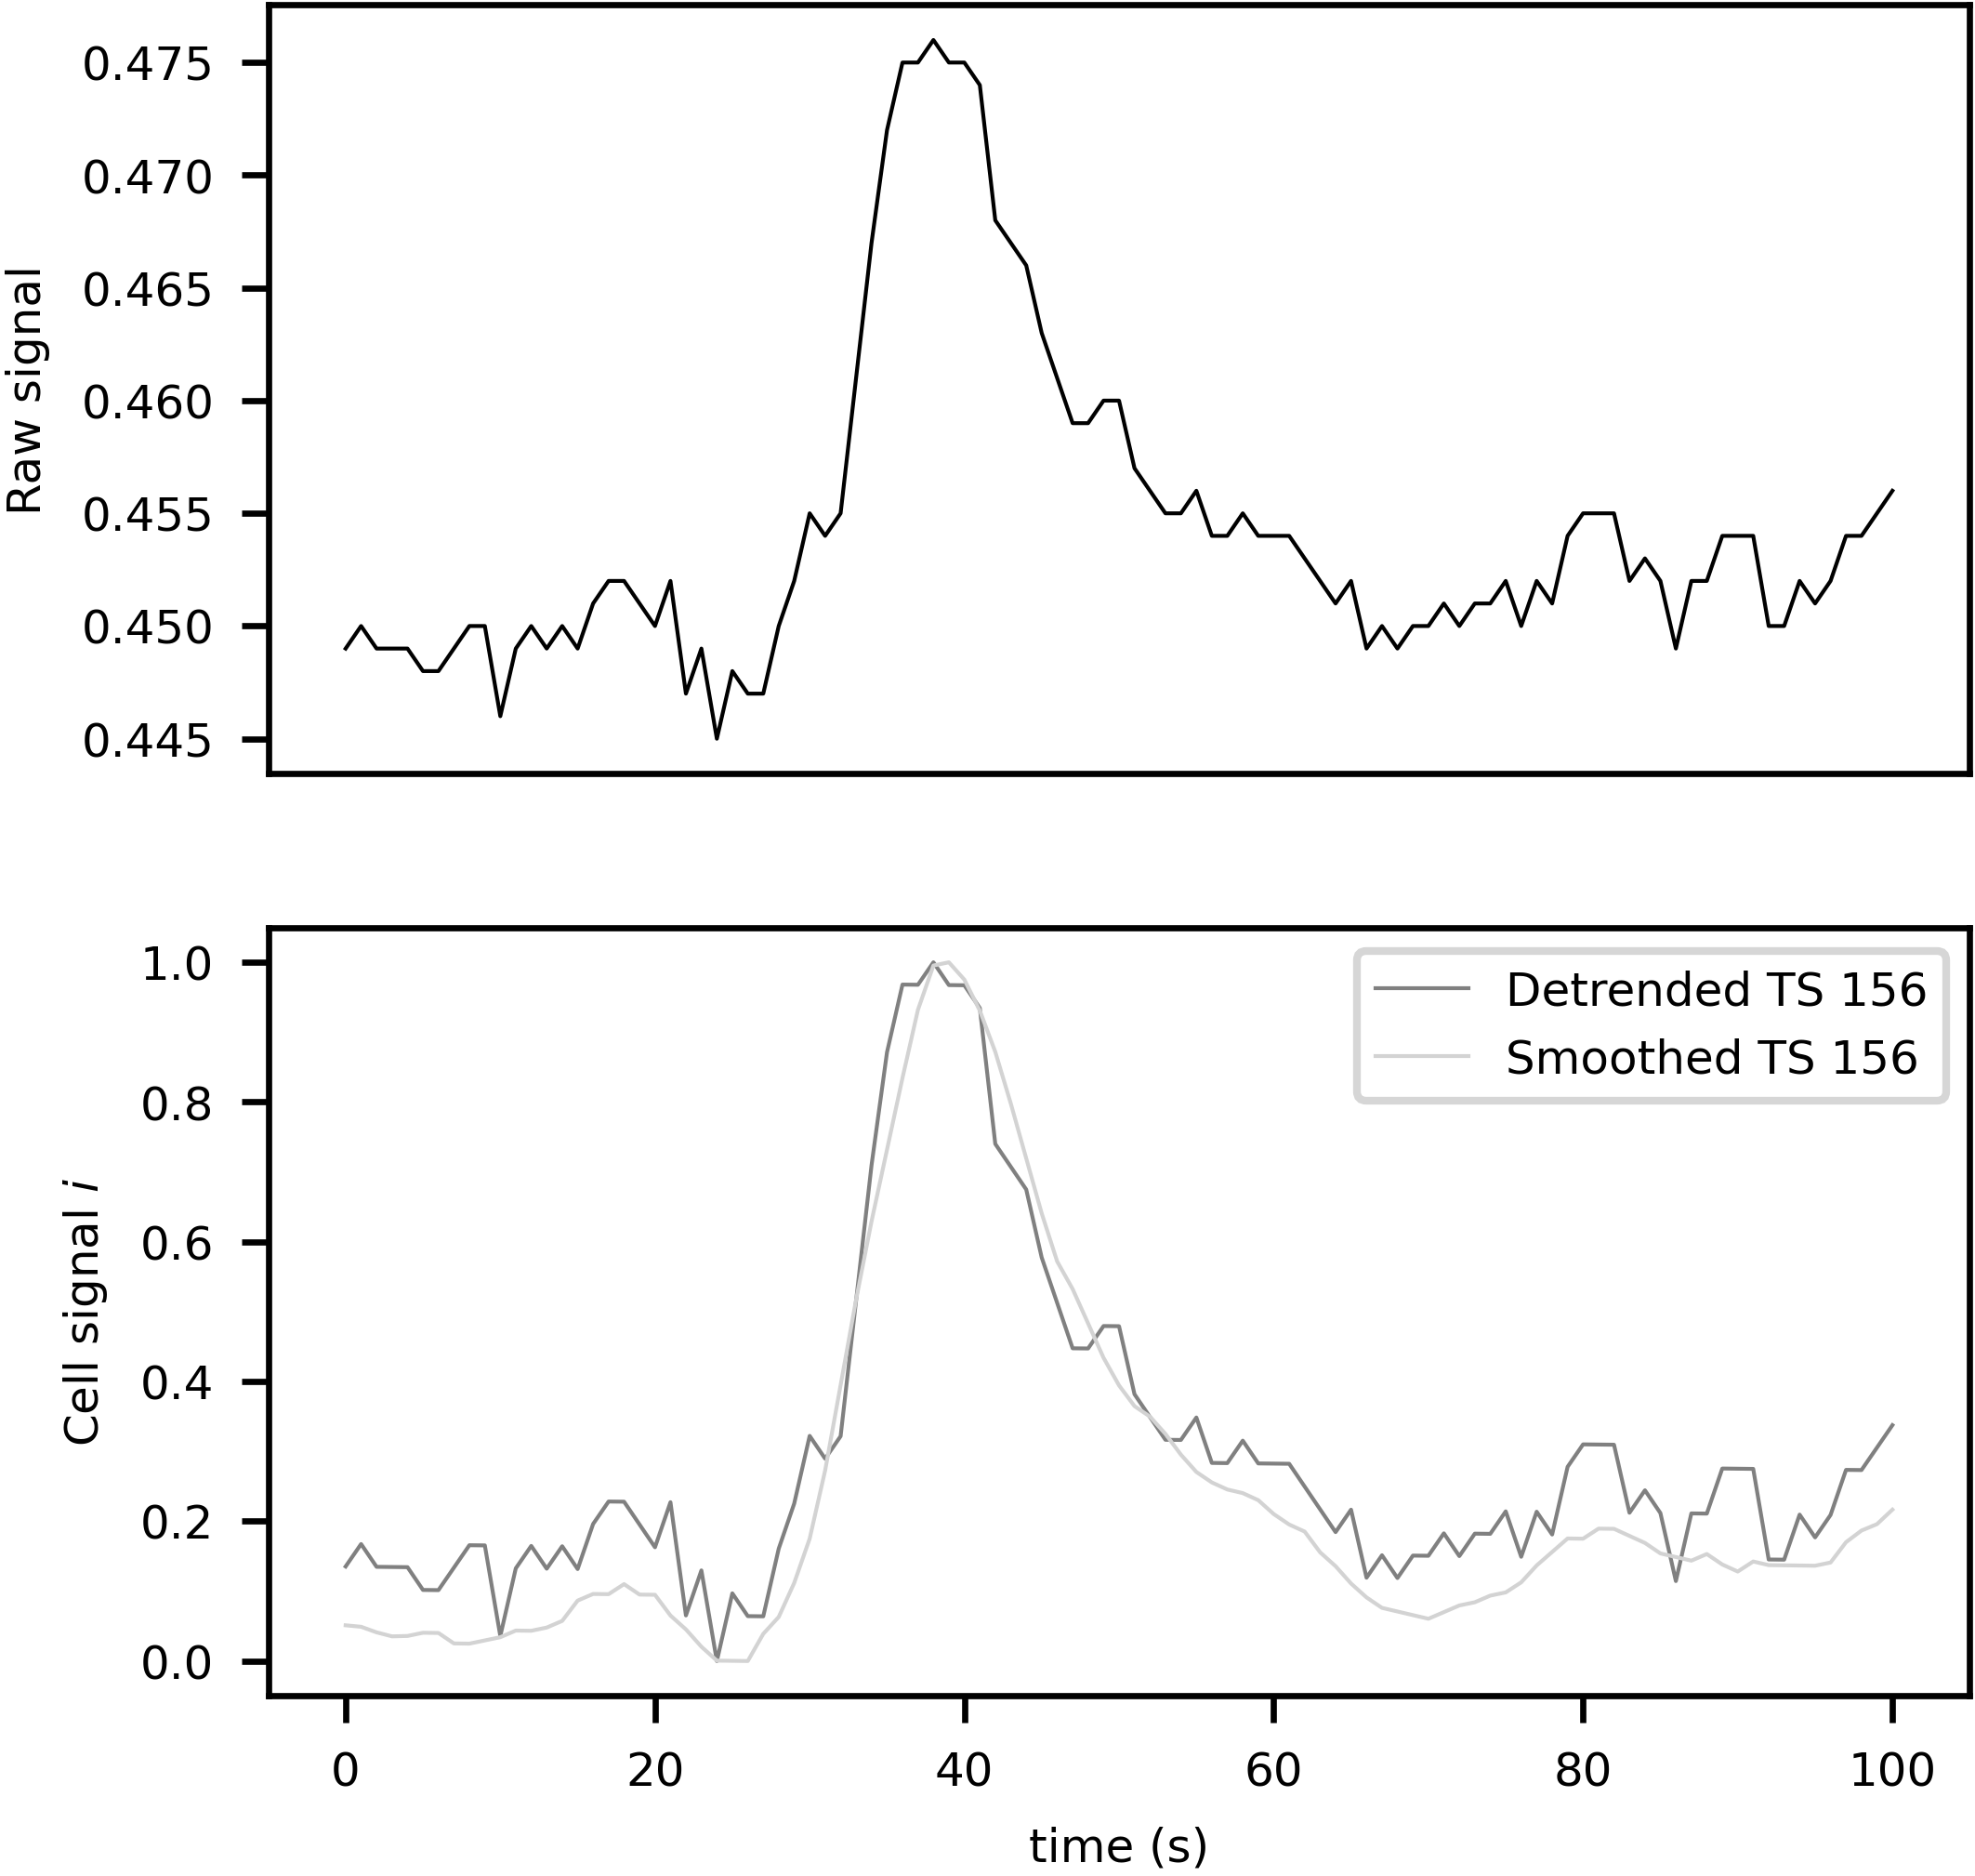 Raw signal
0.475
0.470
0.465
0.460
0.455
0.450
0.445
Cell signal i
1.0
0.8
0.6
0.4
0.2
0.0
Detrended TS 156
Smoothed TS 156
0 20 40 60 80 100
time (s)